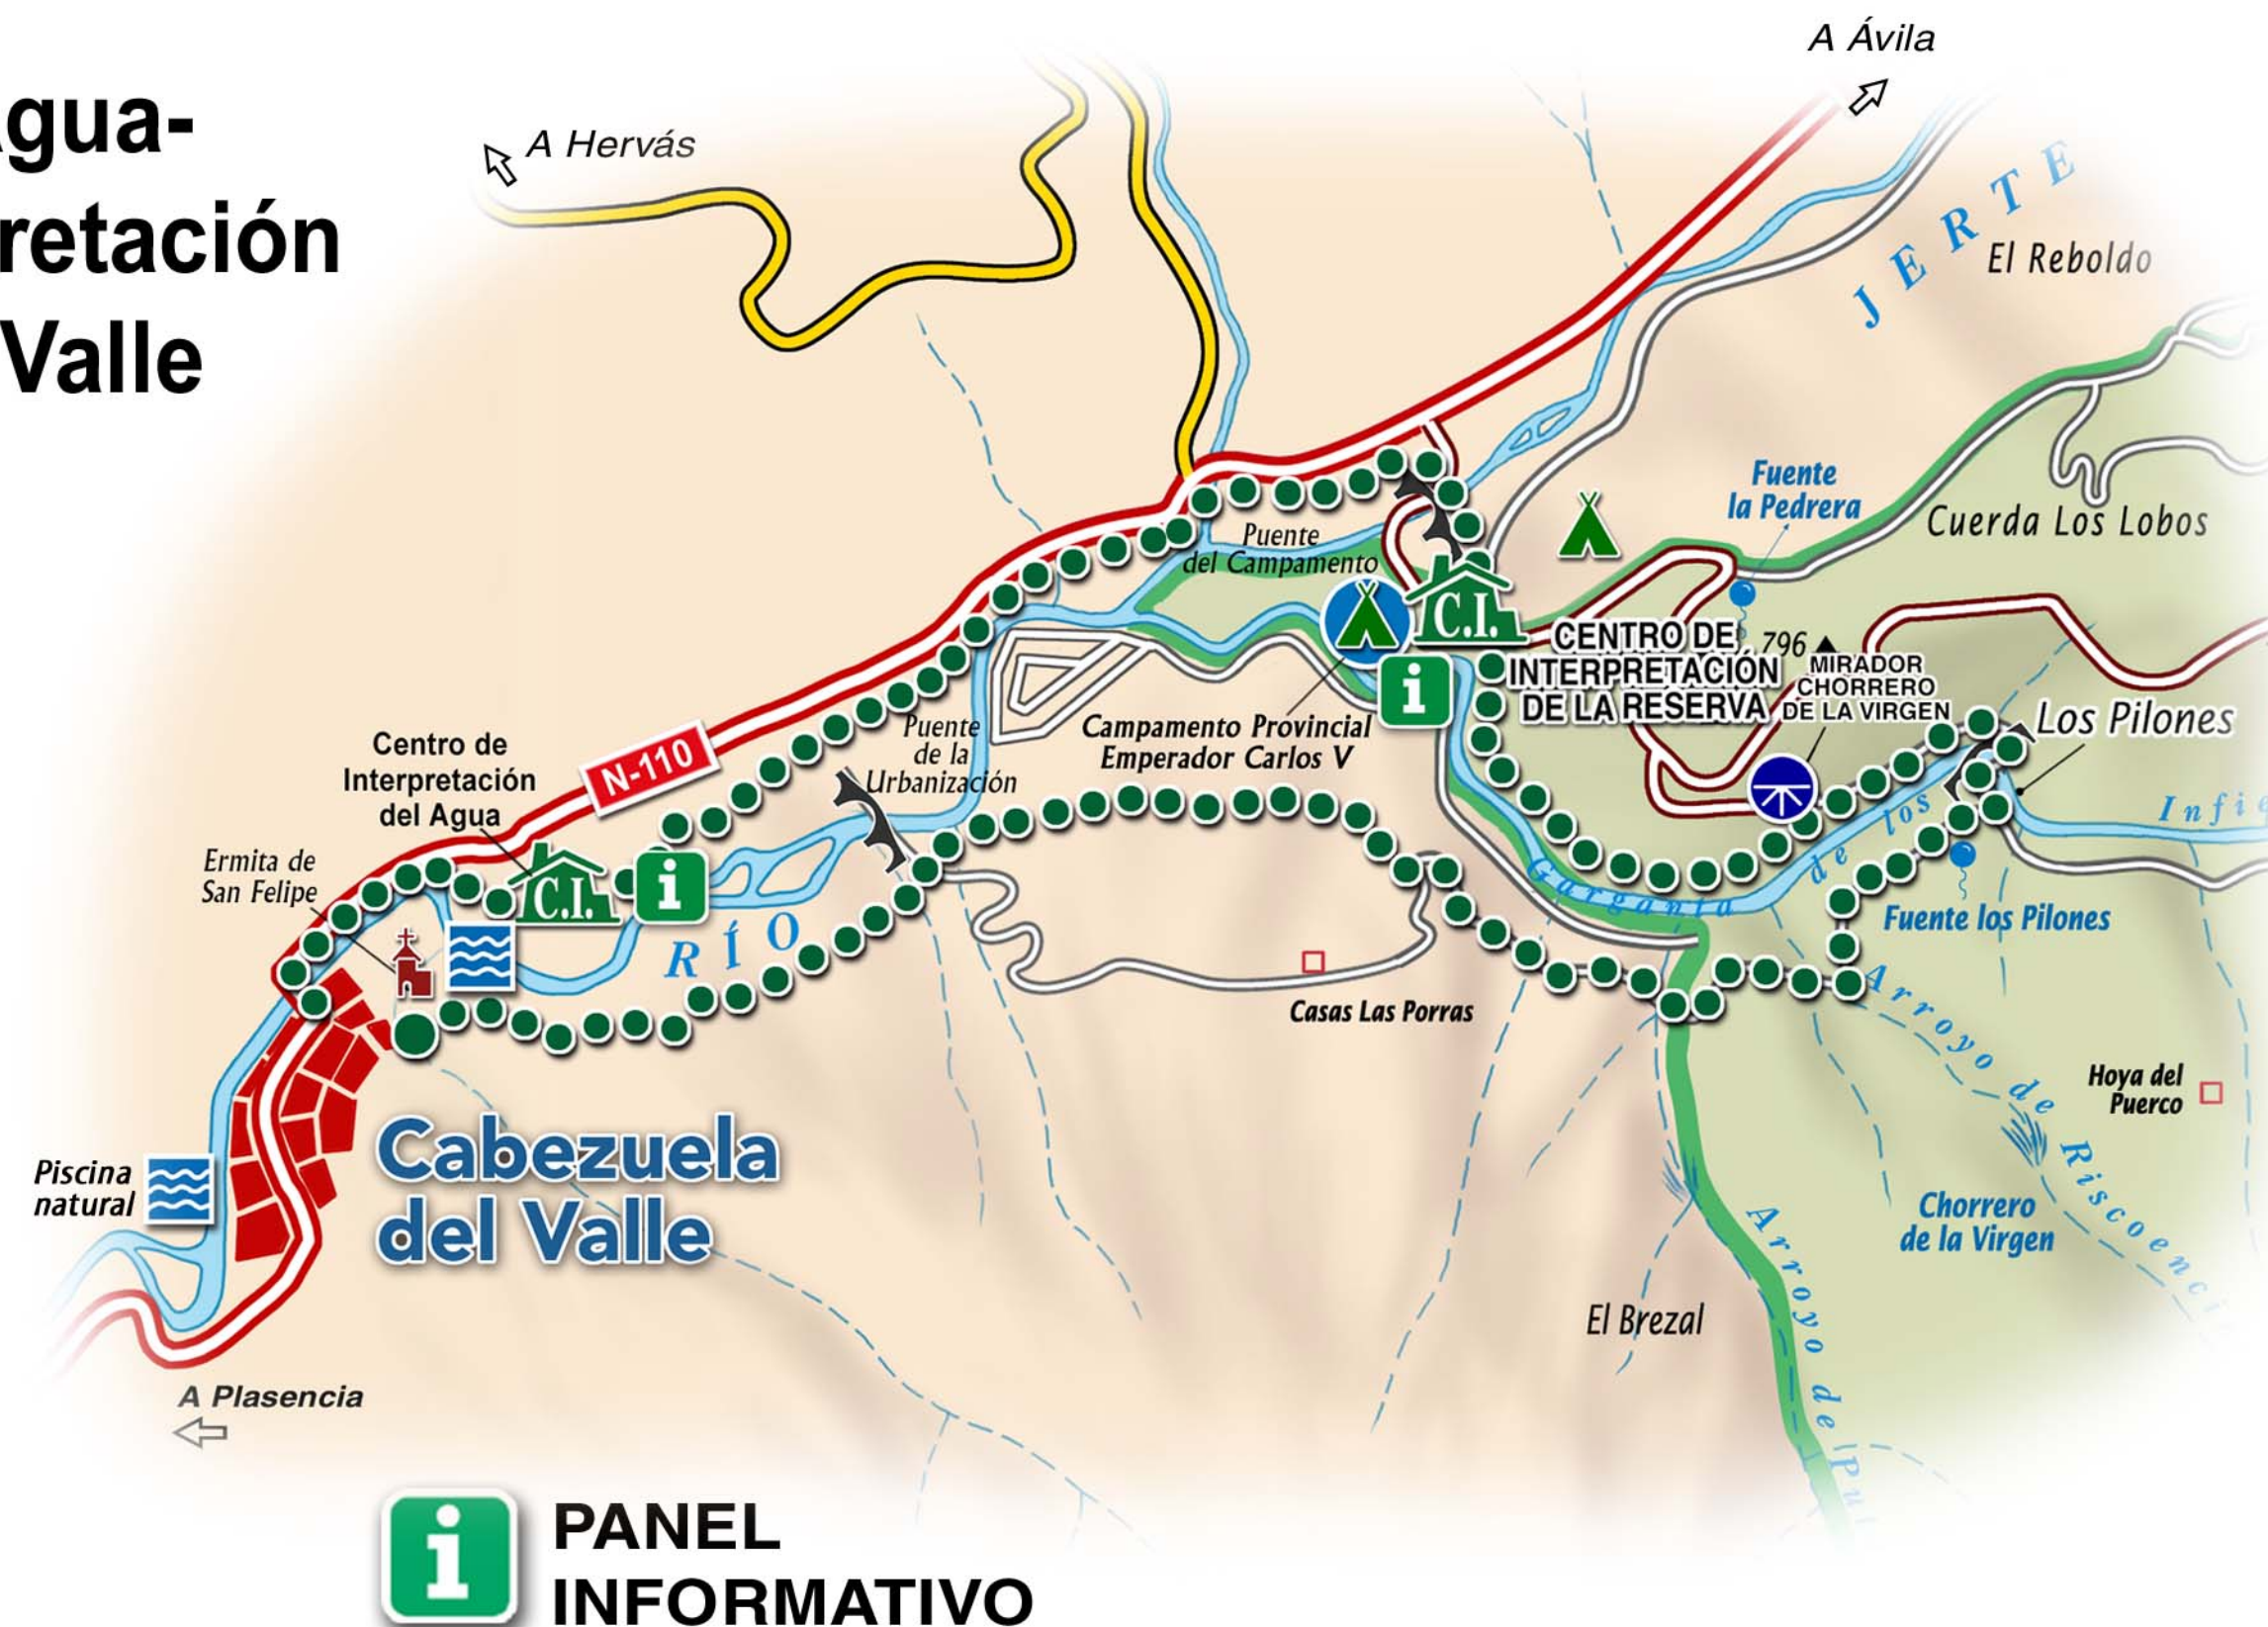 gua-
retación
Valle
A Ávila
A Hervás
JERTE
El Reboldo
Fuente
la Pedrera
Cuerda Los Lobos
Puente
del Campamento
C.I.
CENTRO DE
INTERPRETACIÓN
DE LA RESERVA
796
MIRADOR
CHORRERO
DE LA VIRGEN
Los Pilones
i
Campamento Provincial
Emperador Carlos V
Puente
de la
Urbanización
N-110
Centro de
Interpretación
del Agua
C.I.
i
Ermita de
San Felipe
RÍO
Garganta de los
Infie
Fuente los Pilones
Casas Las Porras
Arroyo de Riscoenci
Hoya del
Puerco
Chorrero
de la Virgen
El Brezal
Arroyo del Pu
Cabezuela
del Valle
Piscina
natural
A Plasencia
i
PANEL
INFORMATIVO